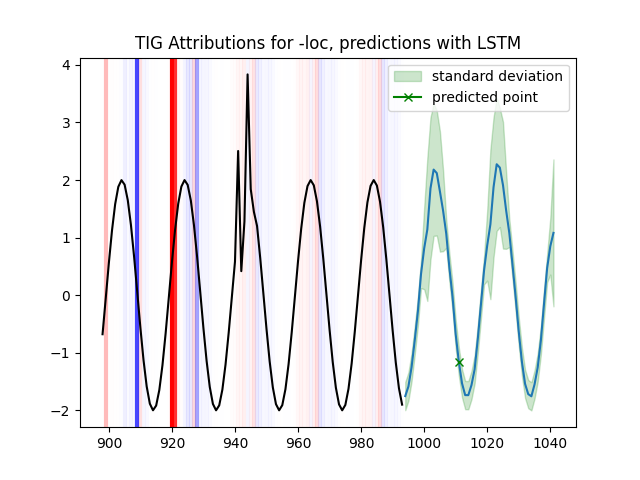 TIG Attributions for -loc, predictions with LSTM
standard deviation
predicted point
4
3
2
1
0
−1
−2
900 920 940 960 980 1000 1020 1040